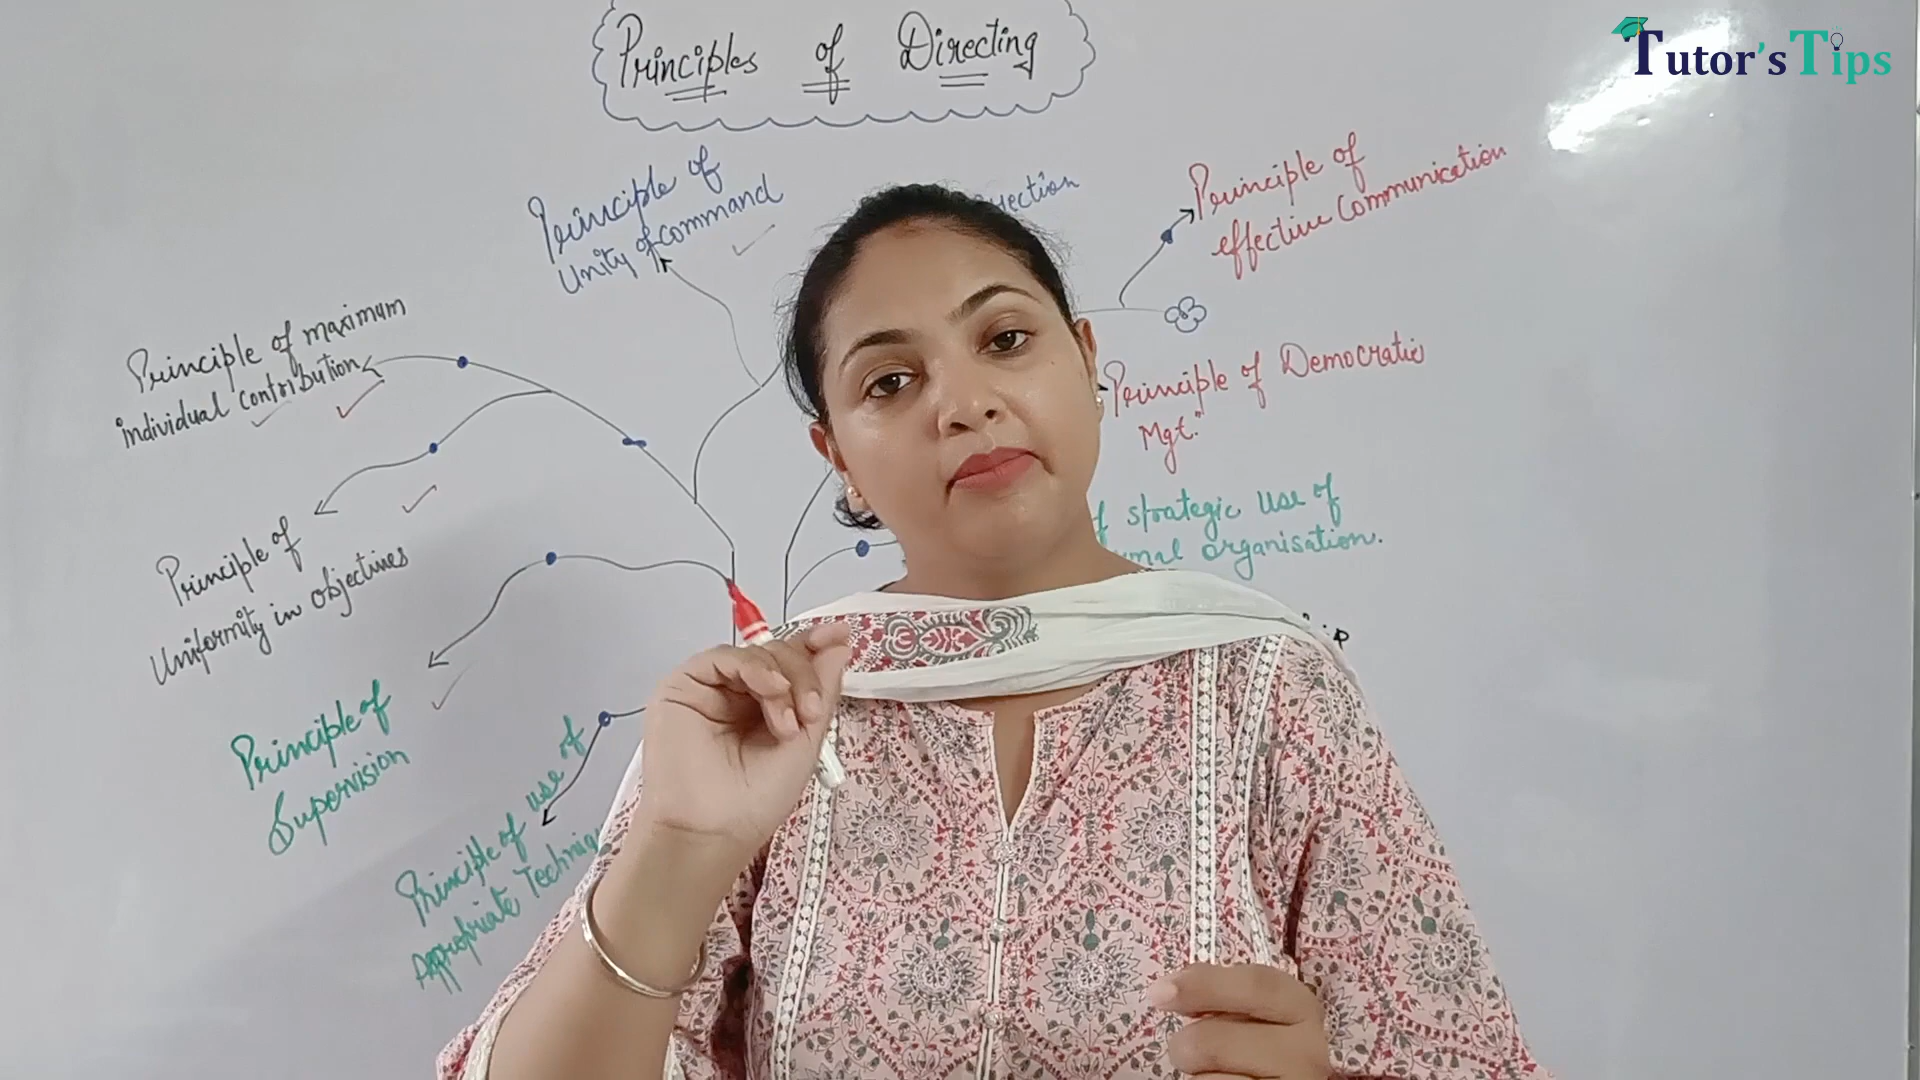 Principles of Directing
Tutor'sTips
Principle of
Unity of command
Principle of
effective Communication
Principle of maximum
individual contribution
Principle of Democratic
Mgt."
Principle of
Uniformity in objectives
strategic use of
organisation.
Principle of
Supervision
Principle of use of
Appropriate